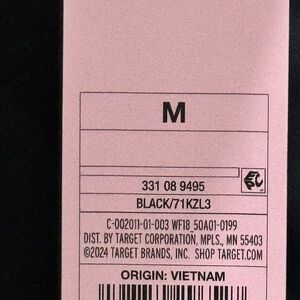 M
331 08 9495
BLACK/71KZL3
C-002011-01-003 WF18_50A01-0199
DIST. BY TARGET CORPORATION, MPLS., MN 55403
©2024 TARGET BRANDS, INC. SHOP TARGET.COM
ORIGIN: VIETNAM